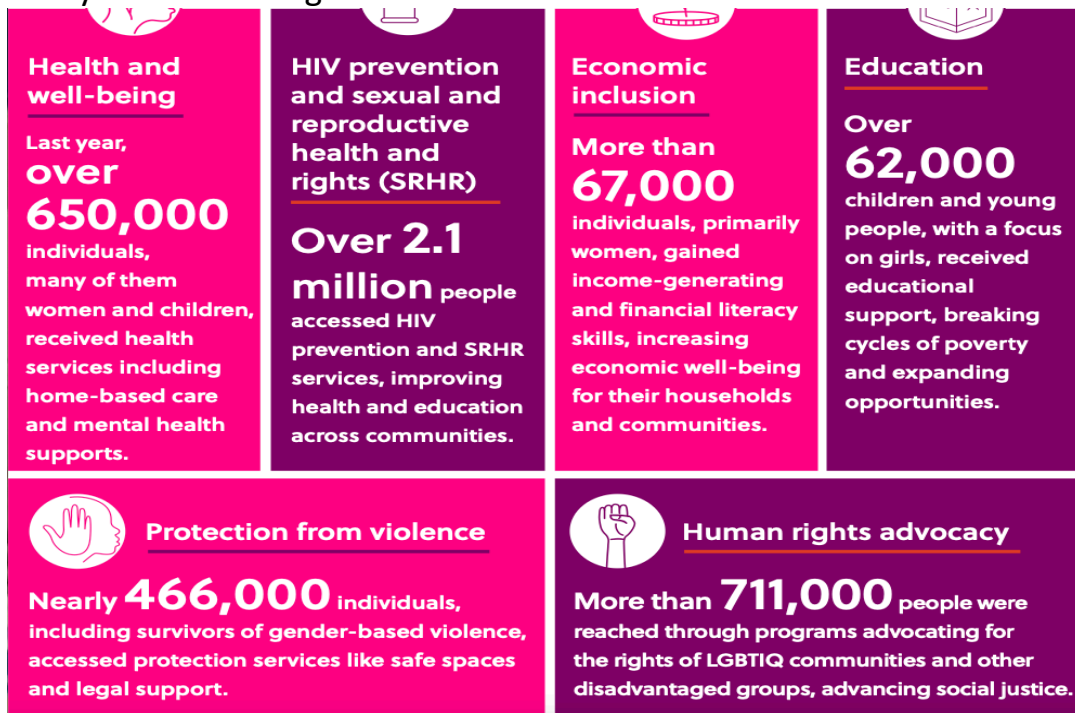 Health and
well-being
Last year,
over
650,000
individuals,
many of them
women and children,
received health
services including
home-based care
and mental health
supports.
HIV prevention
and sexual and
reproductive
health and
rights (SRHR)
Over 2.1
million people
accessed HIV
prevention and SRHR
services, improving
health and education
across communities.
Economic
inclusion
More than
67,000
individuals, primarily
women, gained
income-generating
and financial literacy
skills, increasing
economic well-being
for their households
and communities.
Education
Over
62,000
children and young
people, with a focus
on girls, received
educational
support, breaking
cycles of poverty
and expanding
opportunities.
Protection from violence
Nearly 466,000 individuals,
including survivors of gender-based violence,
accessed protection services like safe spaces
and legal support.
Human rights advocacy
More than 711,000 people were
reached through programs advocating for
the rights of LGBTIQ communities and other
disadvantaged groups, advancing social justice.